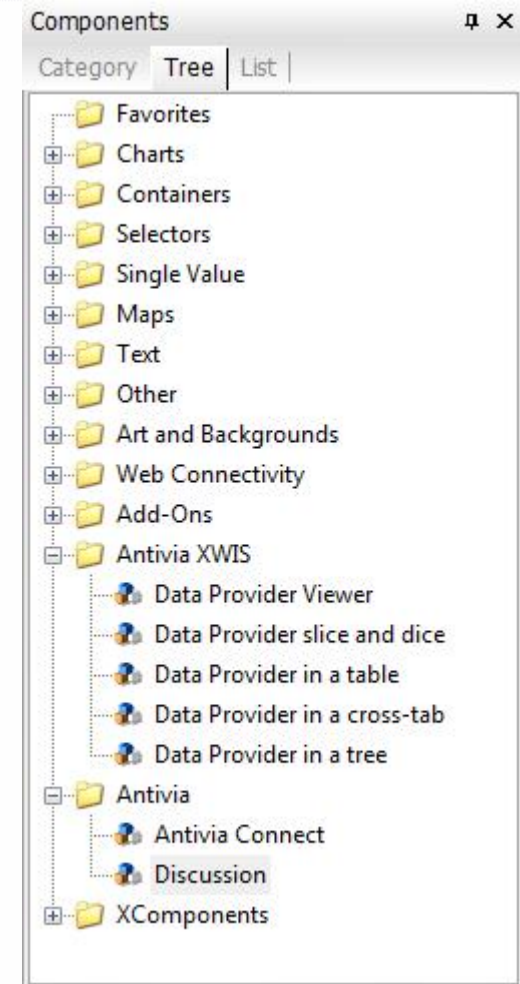 Components
Category Tree List
Favorites
Charts
Containers
Selectors
Single Value
Maps
Text
Other
Art and Backgrounds
Web Connectivity
Add-Ons
Antivia XWIS
Data Provider Viewer
Data Provider slice and dice
Data Provider in a table
Data Provider in a cross-tab
Data Provider in a tree
Antivia
Antivia Connect
Discussion
XComponents